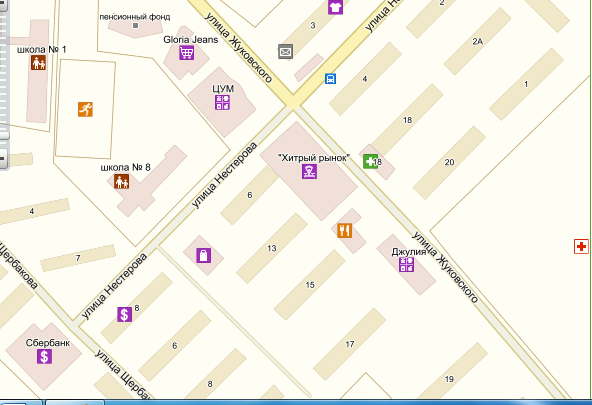 пенсионный фонд
3
2
улица Жуковского
улица Не
Gloria Jeans
2А
школа № 1
4
1
ЦУМ
18
"Хитрый рынок"
18
20
школа № 8
улица Нестерова
6
4
13
Джулия
улица Жуковского
7
Щербакова
улица Нестерова
15
$
8
Сбербанк
$
6
17
улица Щерба
8
19